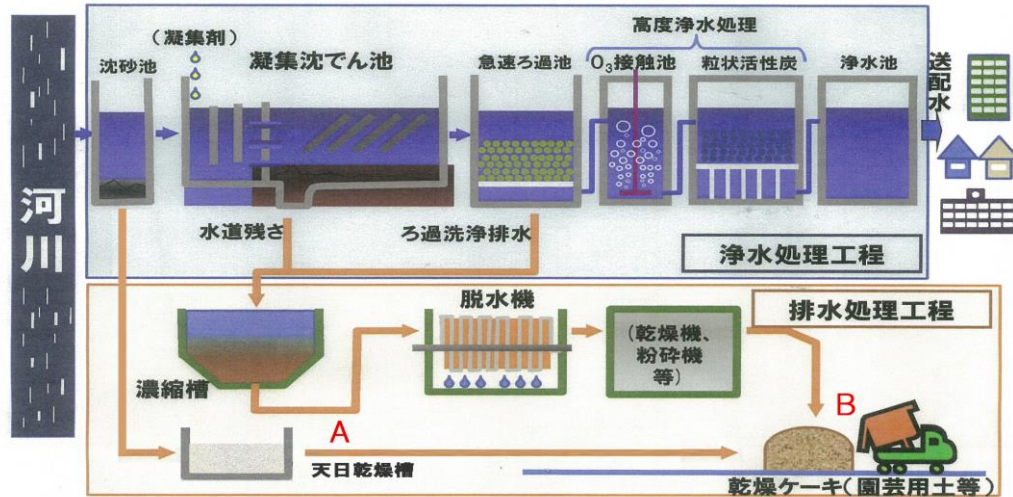 河川
沈砂池
(凝集剤)
凝集沈でん池
急速ろ過池
高度浄水処理
O₃接触池
粒状活性炭
浄水池
送配水
水道残さ
ろ過洗浄排水
浄水処理工程
排水処理工程
濃縮槽
脱水機
(乾燥機、
粉砕機
等)
A
B
天日乾燥槽
乾燥ケーキ(園芸用土等)